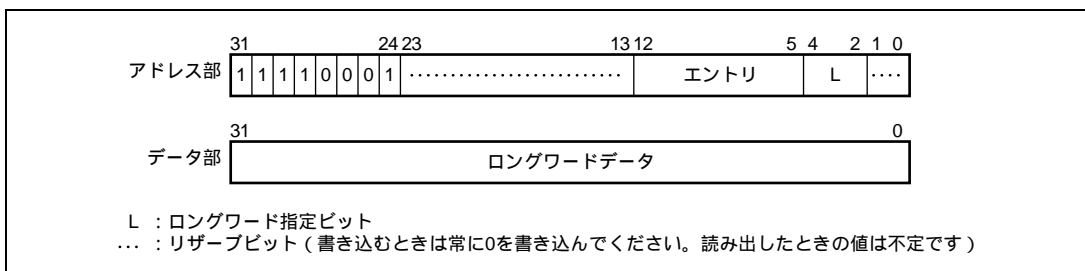 31 24 23 13 12 5 4 2 1 0
アドレス部 1 1 1 1 0 0 0 1 ........................... エントリ L ....
31 0
データ部 ロングワードデータ
L ：ロングワード指定ビット
… ：リザーブビット（書き込むときは常に0を書き込んでください。読み出したときの値は不定です）